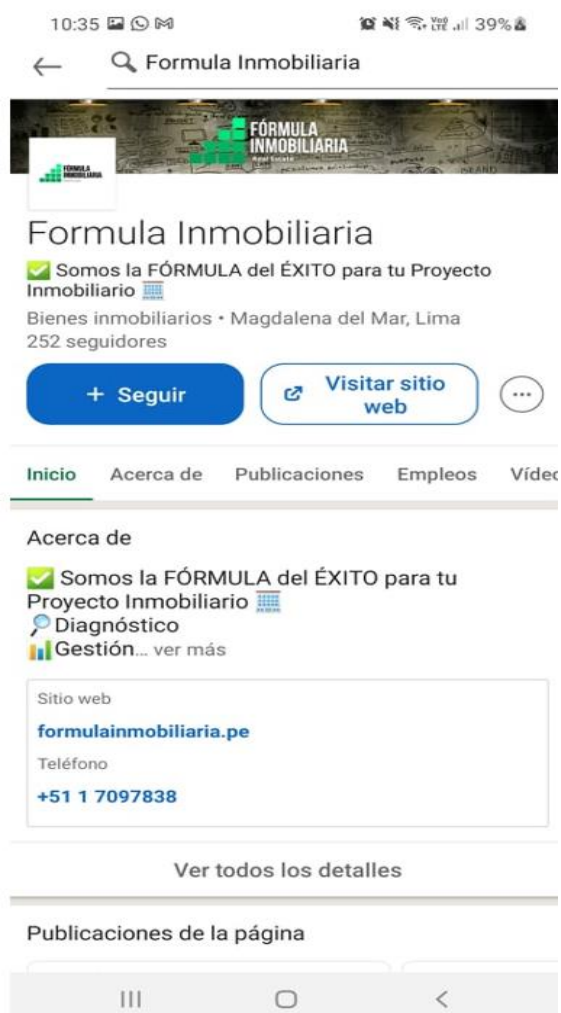 10:35 39%
Formula Inmobiliaria
FÓRMULA
INMOBILIARIA
Real Estate
FÓRMULA
INMOBILIARIA
Formula Inmobiliaria
✅ Somos la FÓRMULA del ÉXITO para tu Proyecto
Inmobiliario 🏢
Bienes inmobiliarios • Magdalena del Mar, Lima
252 seguidores
+ Seguir
Visitar sitio
web
Inicio Acerca de Publicaciones Empleos Víde
Acerca de
✅ Somos la FÓRMULA del ÉXITO para tu
Proyecto Inmobiliario 🏢
🔎 Diagnóstico
📊 Gestión... ver más
Sitio web
formulainmobiliaria.pe
Teléfono
+51 1 7097838
Ver todos los detalles
Publicaciones de la página